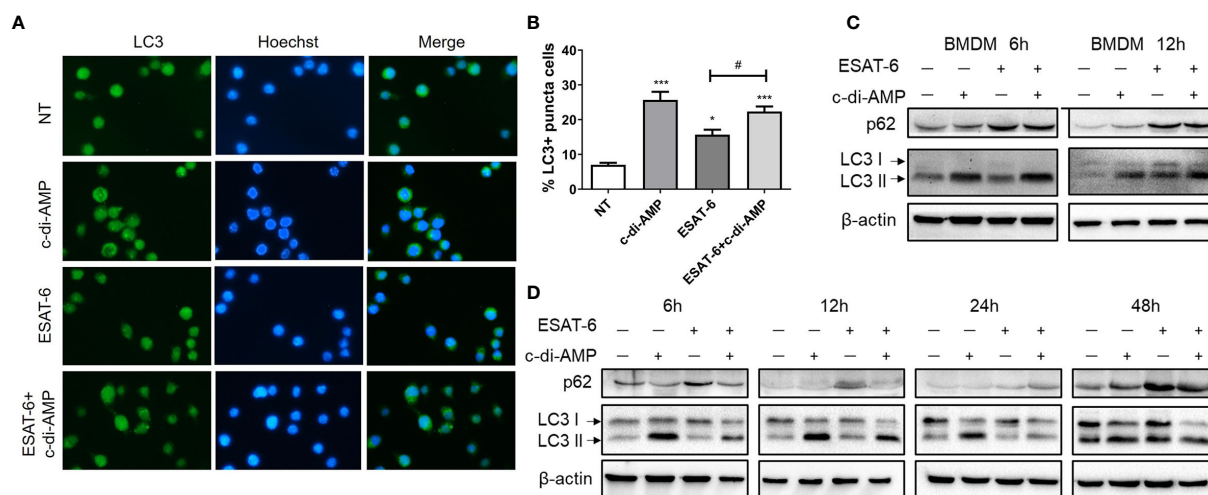 A
LC3 Hoechst Merge
NT
c-di-AMP
ESAT-6
ESAT-6+
c-di-AMP
B
% LC3+ puncta cells
40
30
20
10
0
***
*
#
***
NT
c-di-AMP
ESAT-6
ESAT-6+c-di-AMP
C
BMDM 6h BMDM 12h
ESAT-6 — — + + — — + +
c-di-AMP — + — + — + — +
p62
LC3 I
LC3 II
β-actin
D
6h 12h 24h 48h
ESAT-6 — — + + — — + + — — + + — — + +
c-di-AMP — + — + — + — + — + — + — + — +
p62
LC3 I
LC3 II
β-actin